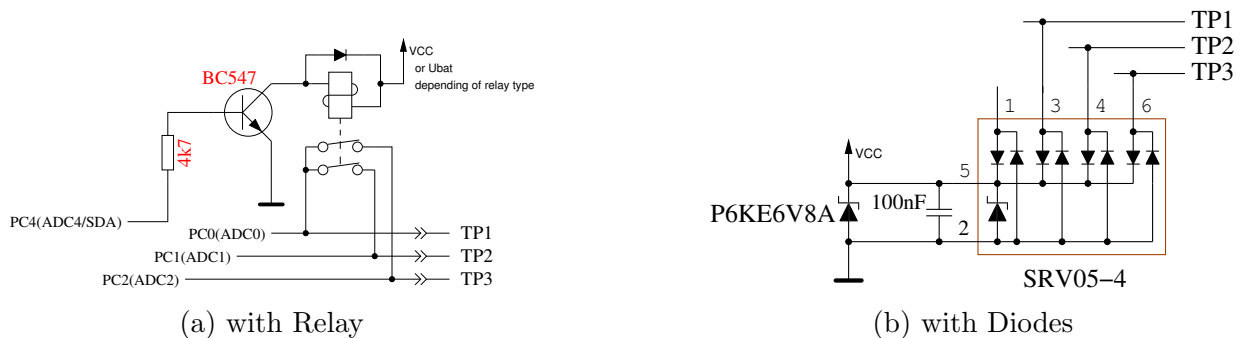 VCC
or Ubat
depending of relay type
BC547
4k7
PC4(ADC4/SDA)
PC0(ADC0)
TP1
PC1(ADC1)
TP2
PC2(ADC2)
TP3
(a) with Relay
TP1
TP2
TP3
1
3
4
6
VCC
5
P6KE6V8A
100nF
2
SRV05−4
(b) with Diodes